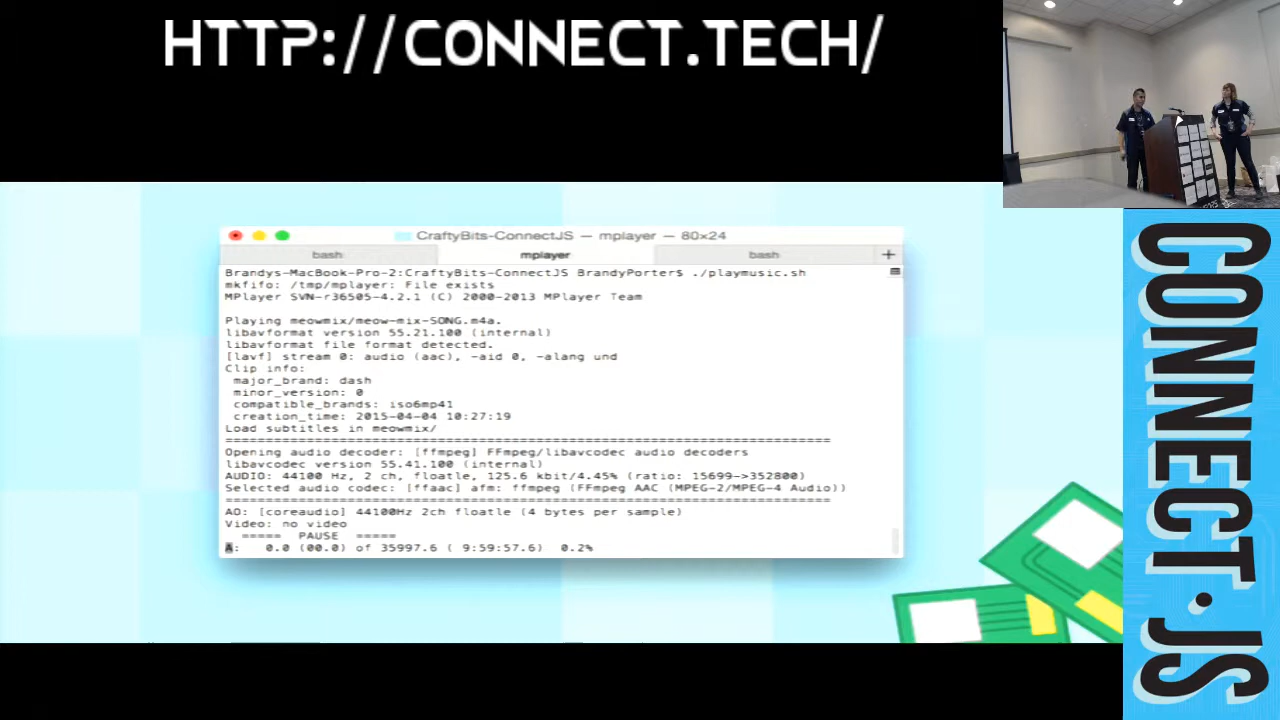 HTTP://CONNECT.TECH/
CraftyBits-ConnectJS — mplayer — 80×24
bash
mplayer
bash
+
Brandys-MacBook-Pro-2:CraftyBits-ConnectJS BrandyPorter$ ./playmusic.sh
mkfifo: /tmp/mplayer: File exists
MPlayer SVN-r36505-4.2.1 (C) 2000-2013 MPlayer Team
Playing meowmix/meow-mix-SONG.m4a.
libavformat version 55.21.100 (internal)
libavformat file format detected.
[lavf] stream 0: audio (aac), -aid 0, -alang und
Clip info:
major_brand: dash
minor_version: 0
compatible_brands: iso6mp41
creation_time: 2015-04-04 10:27:19
Load subtitles in meowmix/
==========================================================================
Opening audio decoder: [ffmpeg] FFmpeg/libavcodec audio decoders
libavcodec version 55.41.100 (internal)
AUDIO: 44100 Hz, 2 ch, floatle, 125.6 kbit/4.45% (ratio: 15699->352800)
Selected audio codec: [ffaac] afm: ffmpeg (FFmpeg AAC (MPEG-2/MPEG-4 Audio))
==========================================================================
AO: [coreaudio] 44100Hz 2ch floatle (4 bytes per sample)
Video: no video
===== PAUSE =====
A: 0.0 (00.0) of 35997.6 ( 9:59:57.6) 0.2%
CONNECT·JS